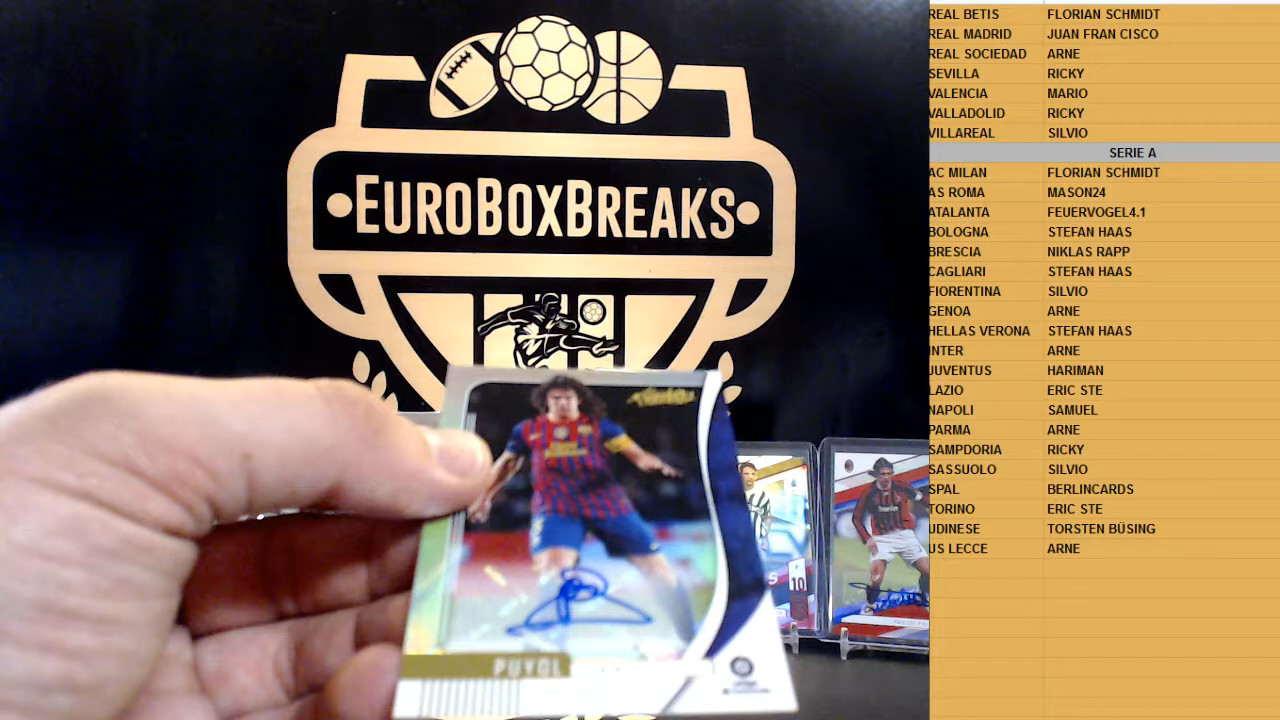 EUROBOXBREAKS
PUYOL
10
REAL BETIS FLORIAN SCHMIDT
REAL MADRID JUAN FRAN CISCO
REAL SOCIEDAD ARNE
SEVILLA RICKY
VALENCIA MARIO
VALLADOLID RICKY
VILLAREAL SILVIO
SERIE A
AC MILAN FLORIAN SCHMIDT
AS ROMA MASON24
ATALANTA FEUERVOGEL4.1
BOLOGNA STEFAN HAAS
BRESCIA NIKLAS RAPP
CAGLIARI STEFAN HAAS
FIORENTINA SILVIO
GENOA ARNE
HELLAS VERONA STEFAN HAAS
INTER ARNE
JUVENTUS HARIMAN
LAZIO ERIC STE
NAPOLI SAMUEL
PARMA ARNE
SAMPDORIA RICKY
SASSUOLO SILVIO
SPAL BERLINCARDS
TORINO ERIC STE
UDINESE TORSTEN BÜSING
US LECCE ARNE